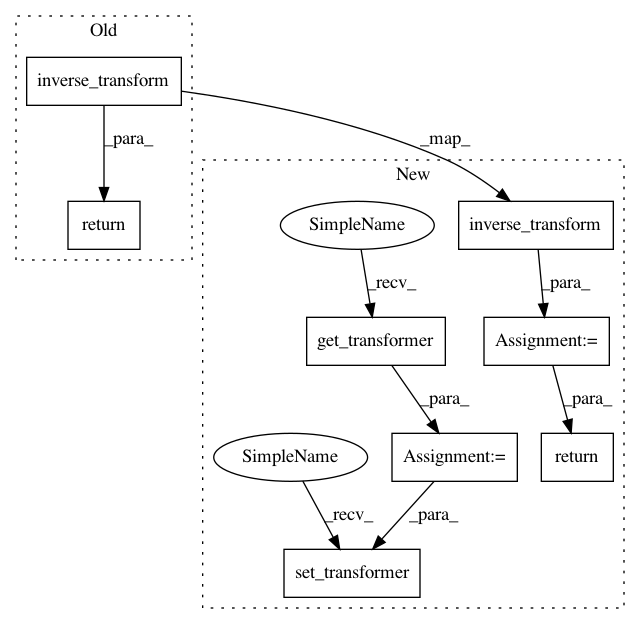 Old
inverse_transform
_para_
_map_
return
New
SimpleName
inverse_transform
_recv_
_para_
get_transformer
Assignment:=
_para_
_para_
SimpleName
Assignment:=
return
_recv_
_para_
set_transformer